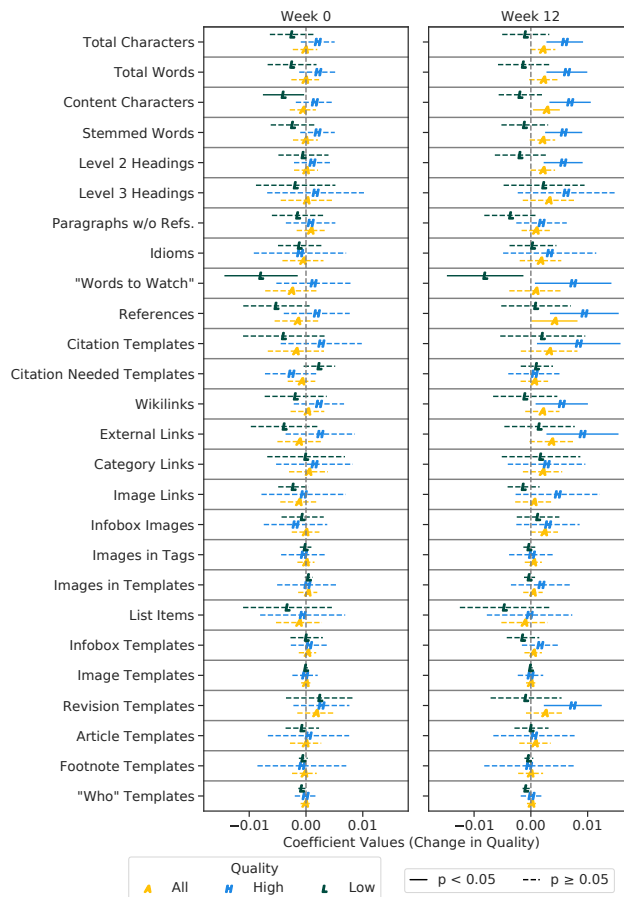 Week 0
Week 12
Total Characters
Total Words
Content Characters
Stemmed Words
Level 2 Headings
Level 3 Headings
Paragraphs w/o Refs.
Idioms
"Words to Watch"
References
Citation Templates
Citation Needed Templates
Wikilinks
External Links
Category Links
Image Links
Infobox Images
Images in Tags
Images in Templates
List Items
Infobox Templates
Image Templates
Revision Templates
Article Templates
Footnote Templates
"Who" Templates
−0.01 0.00 0.01
−0.01 0.00 0.01
Coefficient Values (Change in Quality)
Quality
A All H High L Low
p < 0.05 p ≥ 0.05